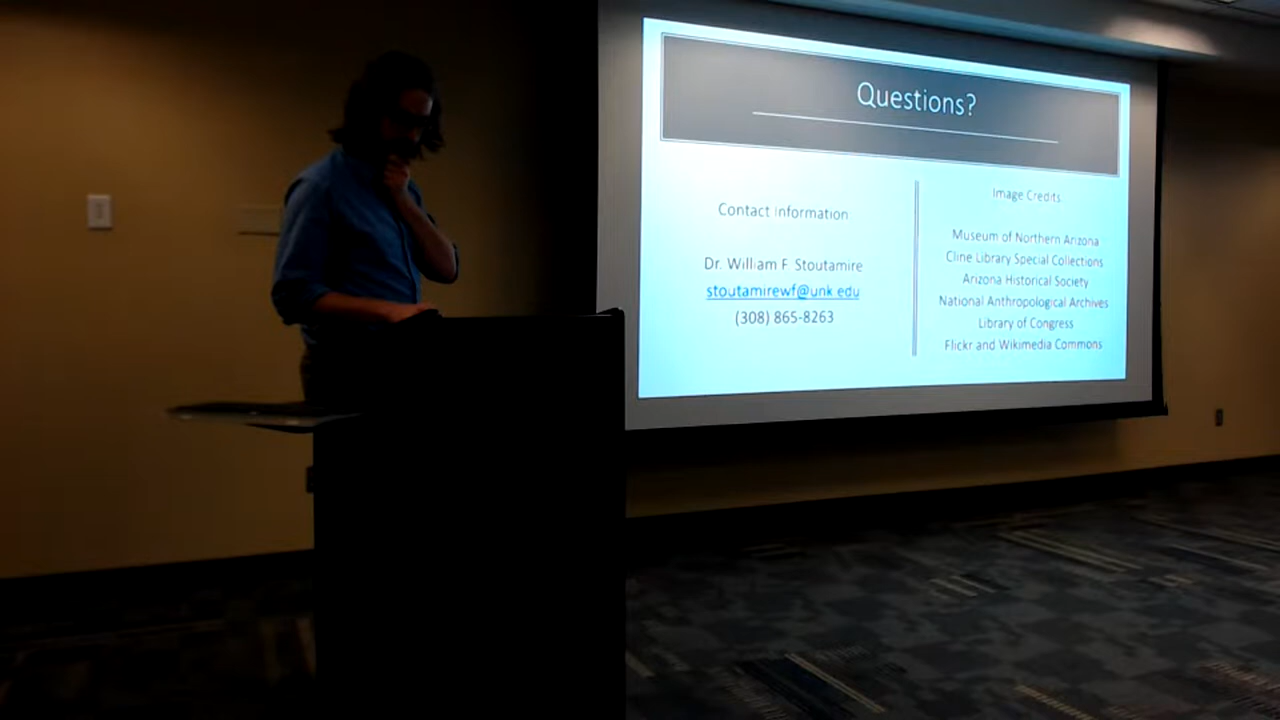 Questions?
Contact Information
Dr. William F. Stoutamire
stoutamirewf@unk.edu
(308) 865-8263
Image Credits
Museum of Northern Arizona
Cline Library Special Collections
Arizona Historical Society
National Anthropological Archives
Library of Congress
Flickr and Wikimedia Commons